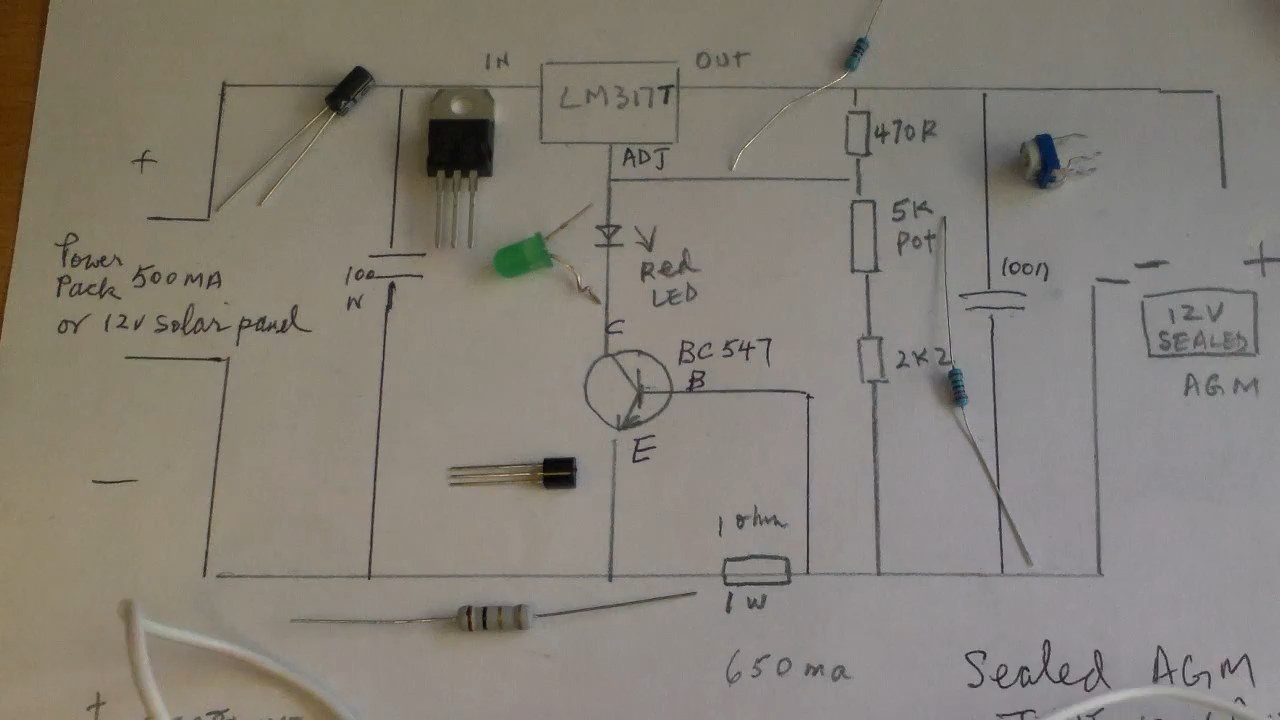 IN
OUT
LM317T
ADJ
+
470R
5K
Pot
Power
Pack 500MA
or 12V solar panel
100
N
Red
LED
100n
-
- +
12V
SEALED
AGM
C
BC547
B
2K2
E
-
1 ohm
1W
650ma
Sealed AGM
+